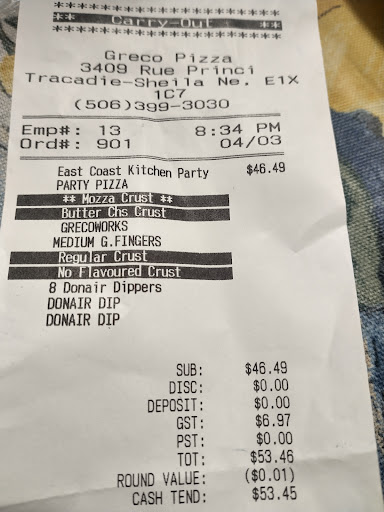 ********************
** Carry-Out **
********************
Greco Pizza
3409 Rue Princi
Tracadie-Sheila Ne. E1X
1C7
(506)399-3030
Emp#: 13 8:34 PM
Ord#: 901 04/03
East Coast Kitchen Party $46.49
PARTY PIZZA
** Mozza Crust **
Butter Chs Crust
GRECOWORKS
MEDIUM G.FINGERS
Regular Crust
No Flavoured Crust
8 Donair Dippers
DONAIR DIP
DONAIR DIP
SUB: $46.49
DISC: $0.00
DEPOSIT: $0.00
GST: $6.97
PST: $0.00
TOT: $53.46
ROUND VALUE: ($0.01)
CASH TEND: $53.45